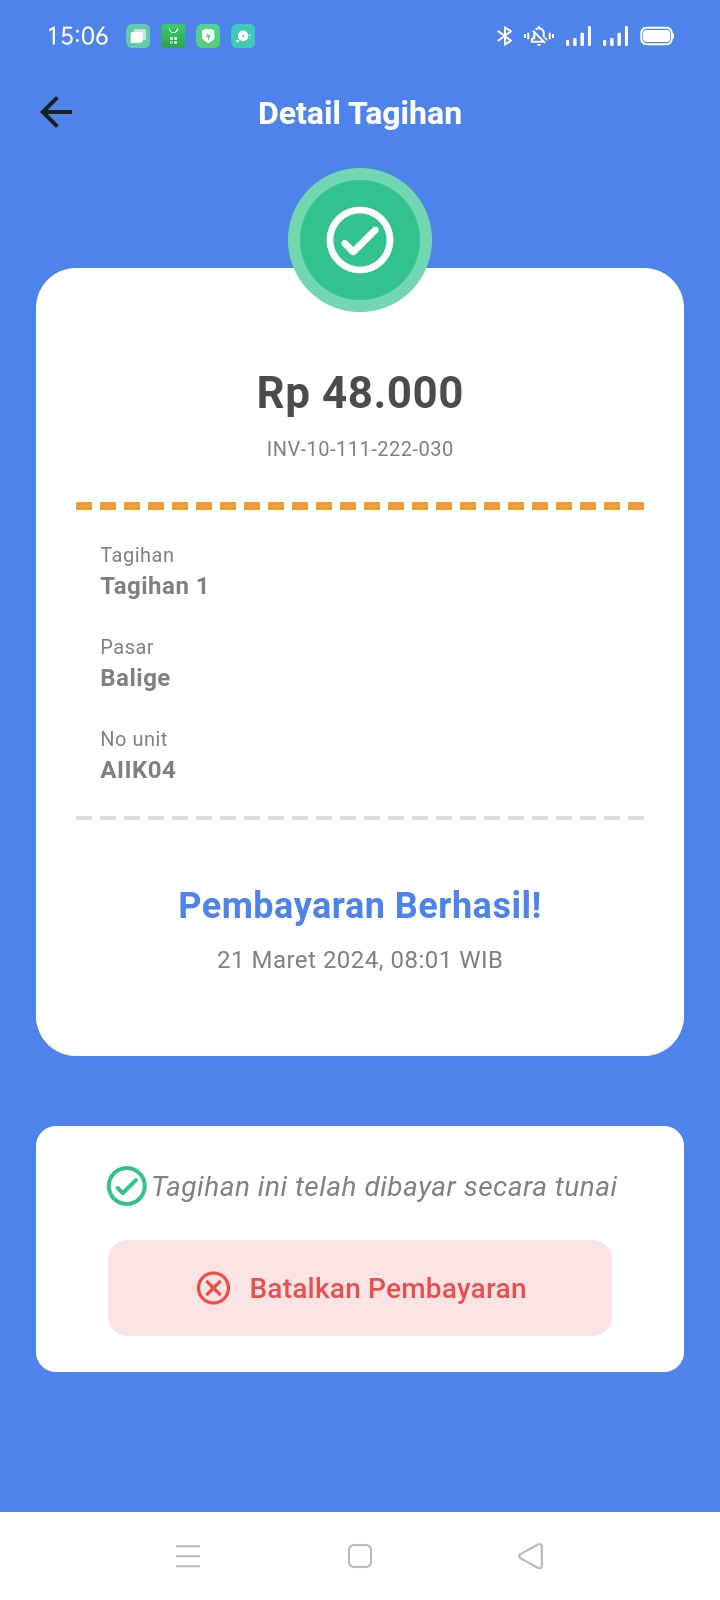 15:06
Detail Tagihan
Rp 48.000
INV-10-111-222-030
Tagihan
Tagihan 1
Pasar
Balige
No unit
AIIK04
Pembayaran Berhasil!
21 Maret 2024, 08:01 WIB
Tagihan ini telah dibayar secara tunai
Batalkan Pembayaran